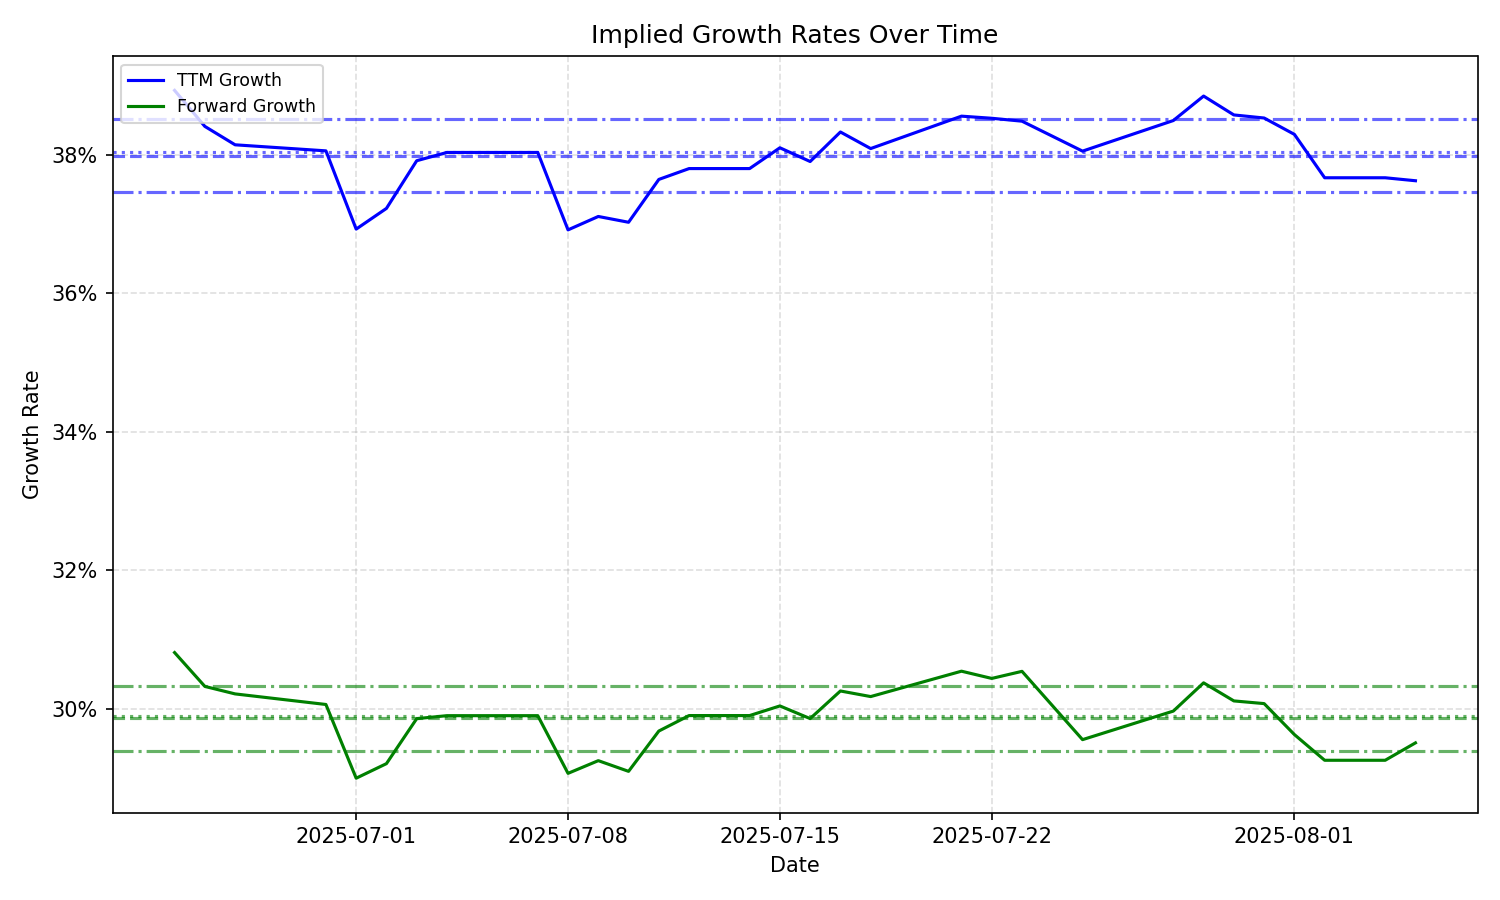 Implied Growth Rates Over Time
TTM Growth
Forward Growth
38%
36%
34%
32%
30%
Growth Rate
2025-07-01
2025-07-08
2025-07-15
2025-07-22
2025-08-01
Date